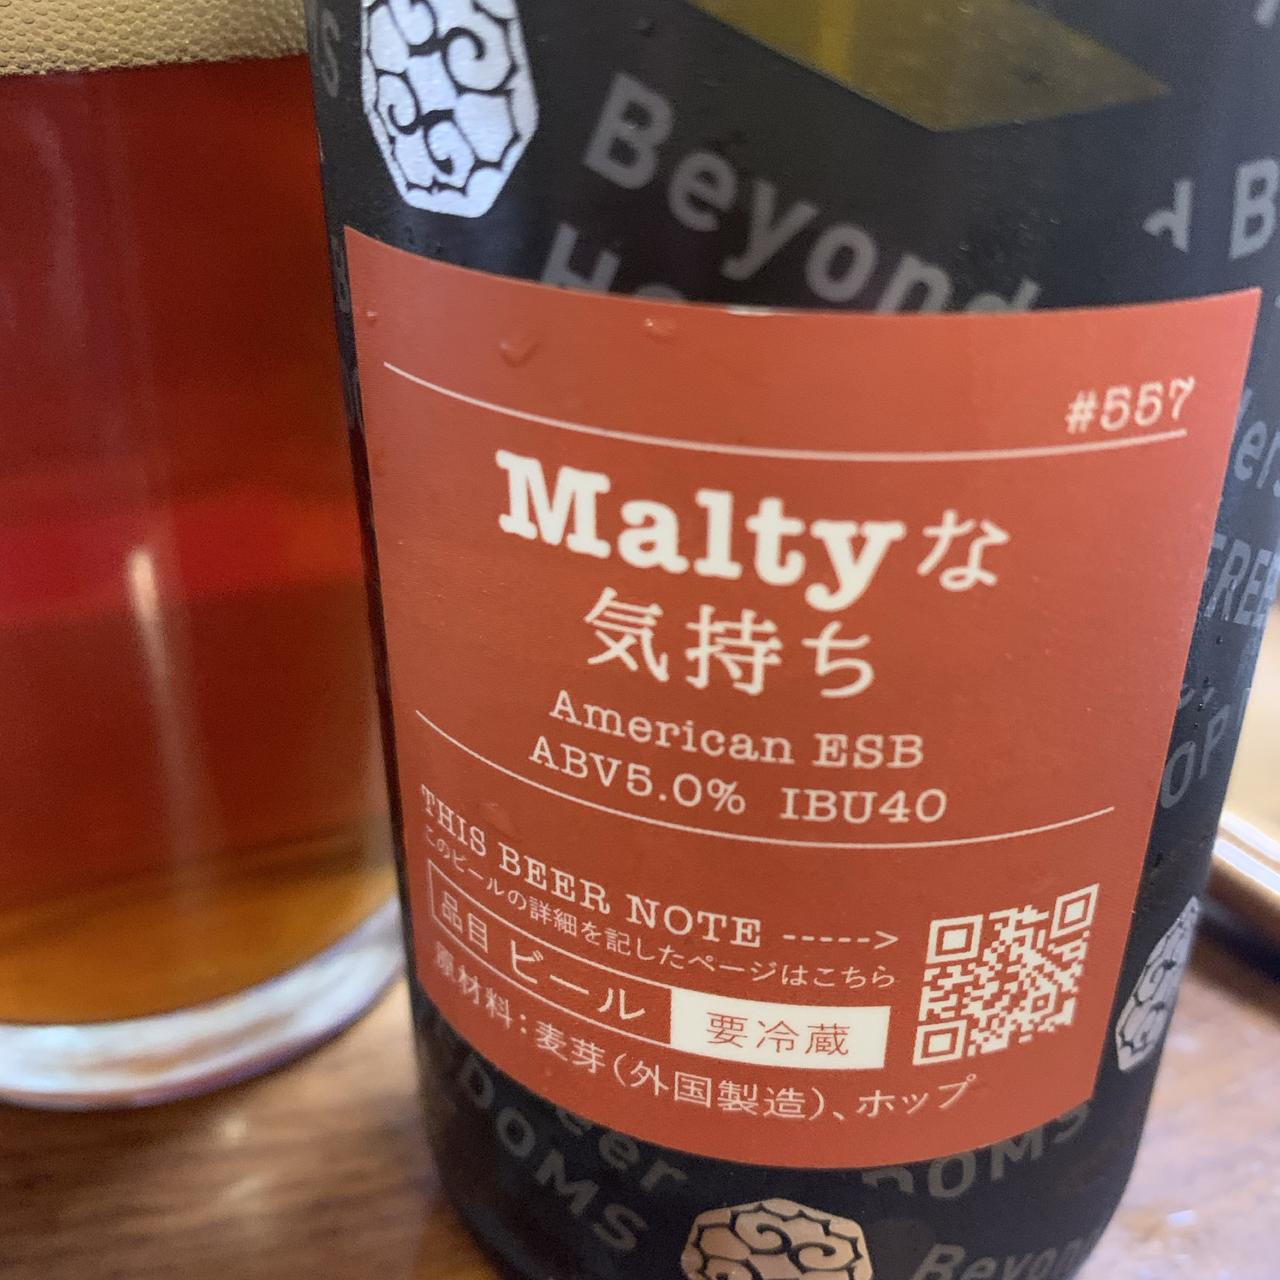 Beyond
#557
Maltyな
気持ち
American ESB
ABV5.0% IBU40
THIS BEER NOTE ----->
このビールの詳細を記したページはこちら
品目 ビール 要冷蔵
原材料:麦芽(外国製造)、ホップ
DOMS
DOMS
Beyond